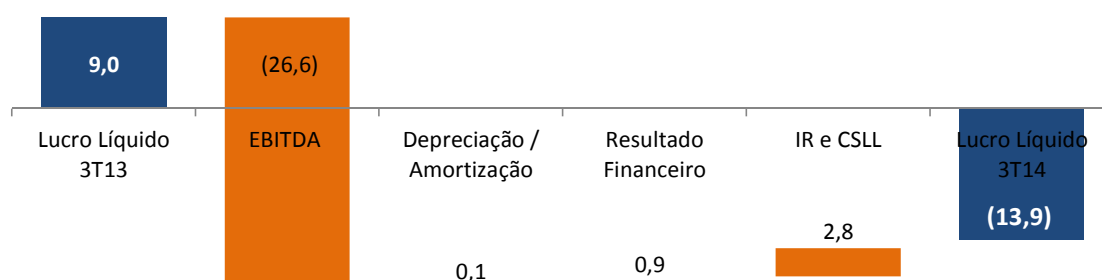 9,0
(26,6)
Lucro Líquido
3T13
EBITDA
Depreciação /
Amortização
Resultado
Financeiro
IR e CSLL
Lucro Líquido
3T14
(13,9)
2,8
0,1
0,9